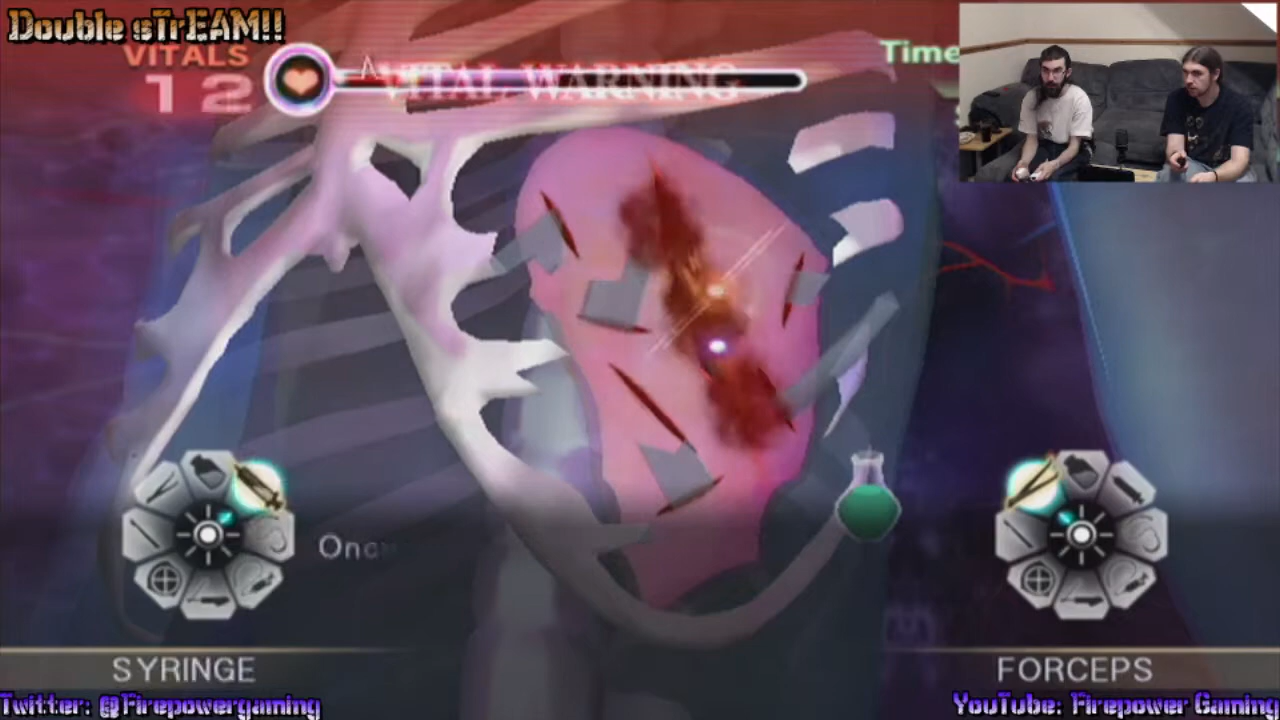 Double sTrEAM!!
VITALS
12
VITAL WARNING
Time
SYRINGE
FORCEPS
Twitter: @Firepowergaming
YouTube: Firepower Gaming